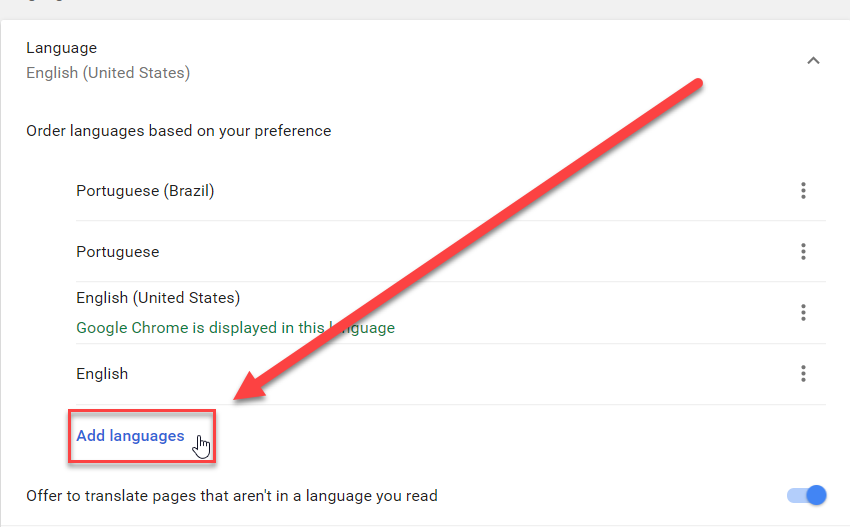 Language
English (United States)
Order languages based on your preference
Portuguese (Brazil)
Portuguese
English (United States)
Google Chrome is displayed in this language
English
Add languages
Offer to translate pages that aren't in a language you read